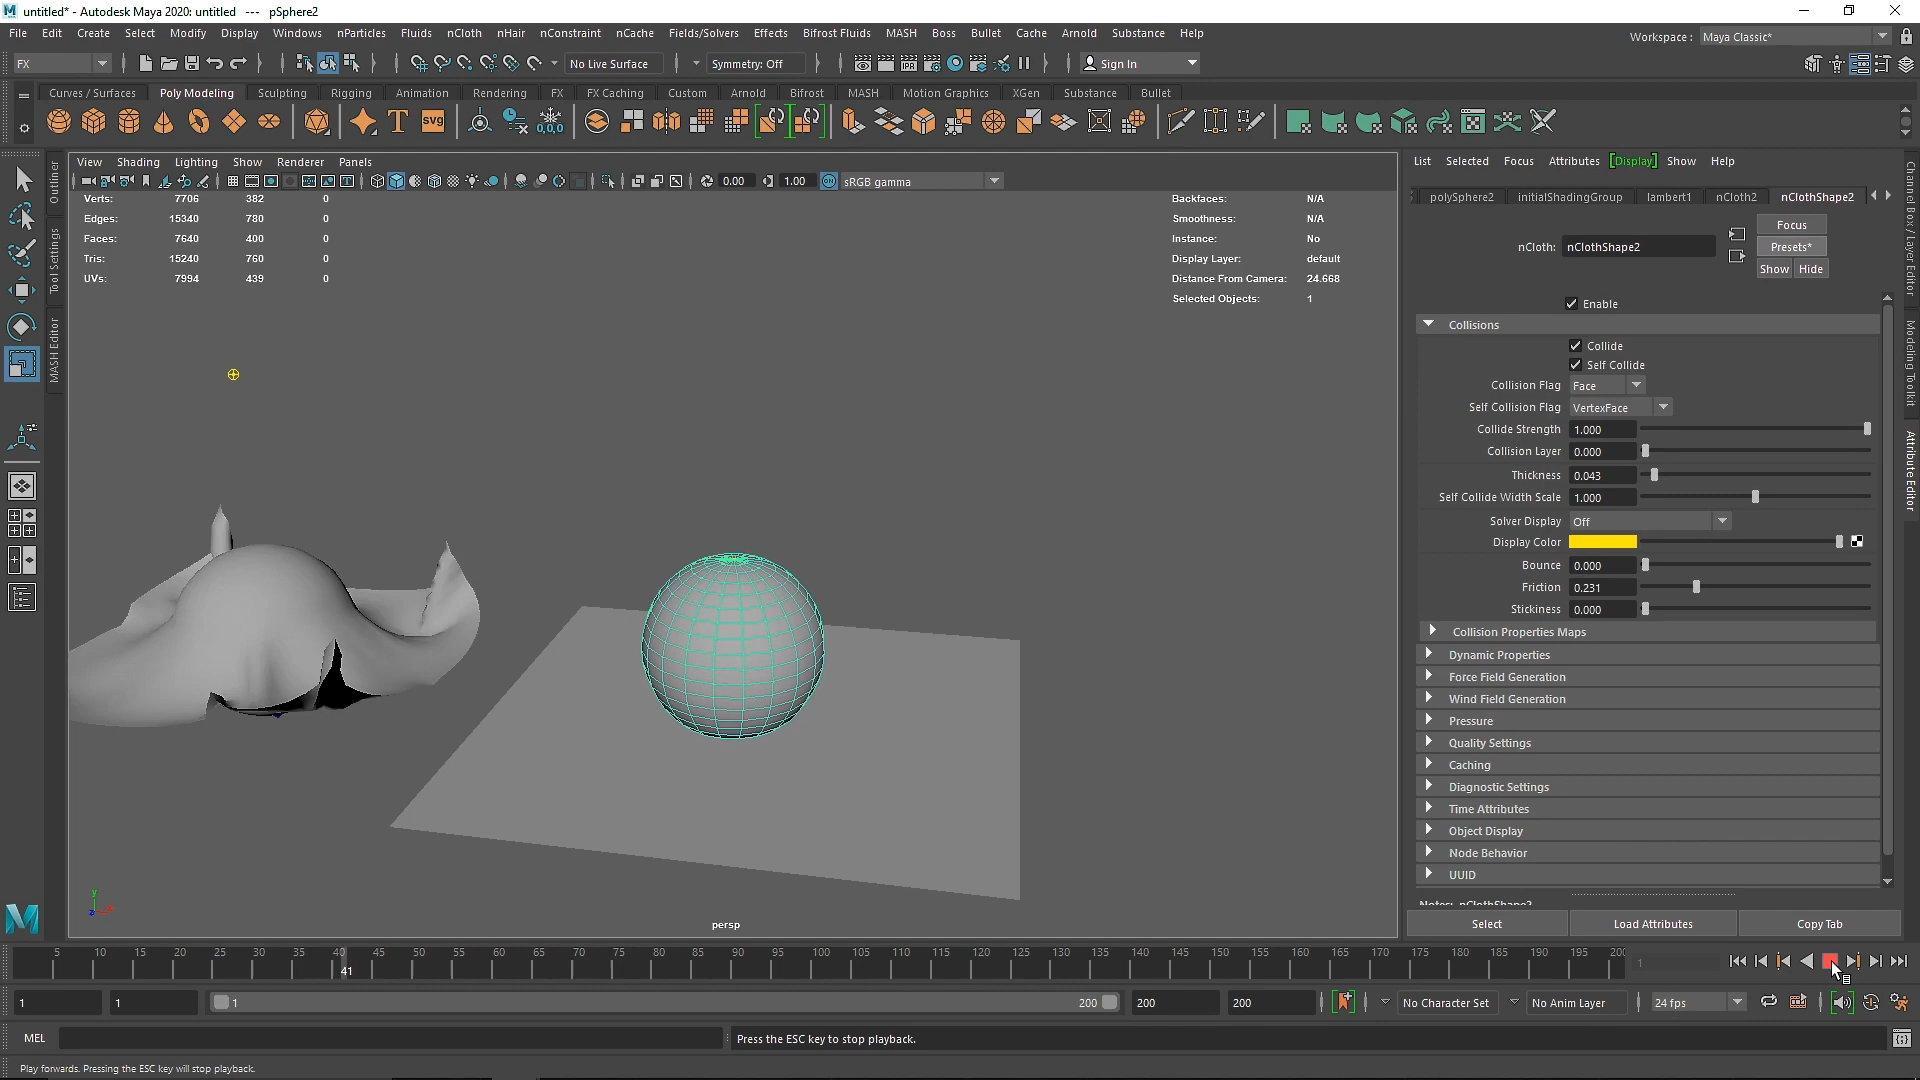 untitled* - Autodesk Maya 2020: untitled --- pSphere2
File Edit Create Select Modify Display Windows nParticles Fluids nCloth nHair nConstraint nCache Fields/Solvers Effects Bifrost Fluids MASH Boss Bullet Cache Arnold Substance Help
Workspace : Maya Classic*
FX
No Live Surface
Symmetry: Off
Sign In
Curves / Surfaces Poly Modeling Sculpting Rigging Animation Rendering FX FX Caching Custom Arnold Bifrost MASH Motion Graphics XGen Substance Bullet
T svg 0,0,0
IPR
View Shading Lighting Show Renderer Panels
0.00 1.00 ON sRGB gamma
Outliner
Tool Settings
MASH Editor
Verts: 7706 382 0
Edges: 15340 780 0
Faces: 7640 400 0
Tris: 15240 760 0
UVs: 7994 439 0
Backfaces: N/A
Smoothness: N/A
Instance: No
Display Layer: default
Distance From Camera: 24.668
Selected Objects: 1
y
persp
List Selected Focus Attributes [Display] Show Help
polySphere2 initialShadingGroup lambert1 nCloth2 nClothShape2
Focus
nCloth: nClothShape2
Presets*
Show Hide
Enable
Collisions
Collide
Self Collide
Collision Flag Face
Self Collision Flag VertexFace
Collide Strength 1.000
Collision Layer 0.000
Thickness 0.043
Self Collide Width Scale 1.000
Solver Display Off
Display Color
Bounce 0.000
Friction 0.231
Stickiness 0.000
Collision Properties Maps
Dynamic Properties
Force Field Generation
Wind Field Generation
Pressure
Quality Settings
Caching
Diagnostic Settings
Time Attributes
Object Display
Node Behavior
UUID
Notes: nClothShape2
Select Load Attributes Copy Tab
Channel Box / Layer Editor
Modeling Toolkit
Attribute Editor
5 10 15 20 25 30 35 40 45 50 55 60 65 70 75 80 85 90 95 100 105 110 115 120 125 130 135 140 145 150 155 160 165 170 175 180 185 190 195 200
41
1
1 1 1 200 200 200 No Character Set No Anim Layer 24 fps
MEL
Press the ESC key to stop playback.
Play forwards. Pressing the ESC key will stop playback.